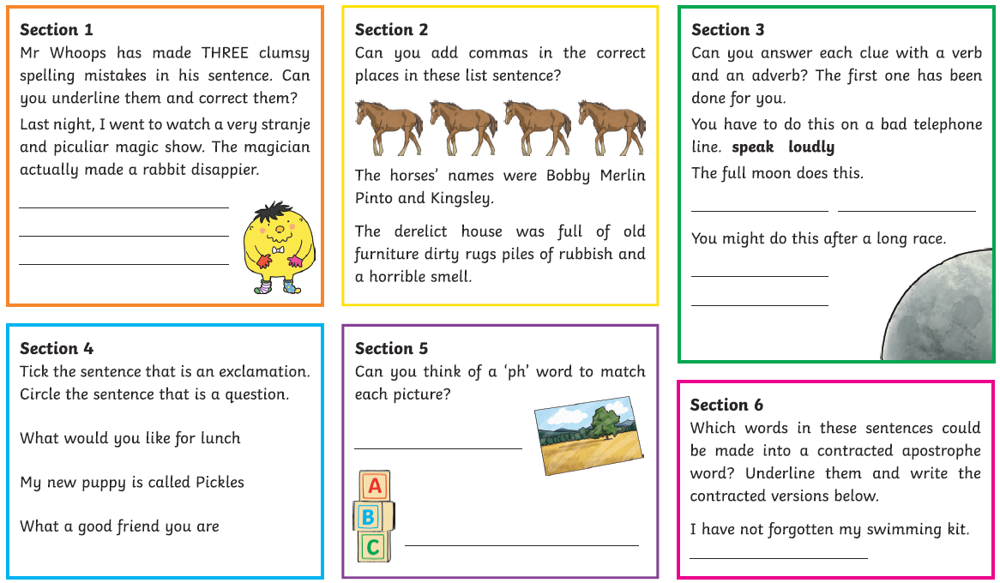 Section 1
Mr Whoops has made THREE clumsy
spelling mistakes in his sentence. Can
you underline them and correct them?
Last night, I went to watch a very stranje
and piculiar magic show. The magician
actually made a rabbit disappier.
Section 2
Can you add commas in the correct
places in these list sentence?
The horses’ names were Bobby Merlin
Pinto and Kingsley.
The derelict house was full of old
furniture dirty rugs piles of rubbish and
a horrible smell.
Section 3
Can you answer each clue with a verb
and an adverb? The first one has been
done for you.
You have to do this on a bad telephone
line. speak loudly
The full moon does this.
You might do this after a long race.
Section 4
Tick the sentence that is an exclamation.
Circle the sentence that is a question.
What would you like for lunch
My new puppy is called Pickles
What a good friend you are
Section 5
Can you think of a ‘ph’ word to match
each picture?
A
B
C
Section 6
Which words in these sentences could
be made into a contracted apostrophe
word? Underline them and write the
contracted versions below.
I have not forgotten my swimming kit.